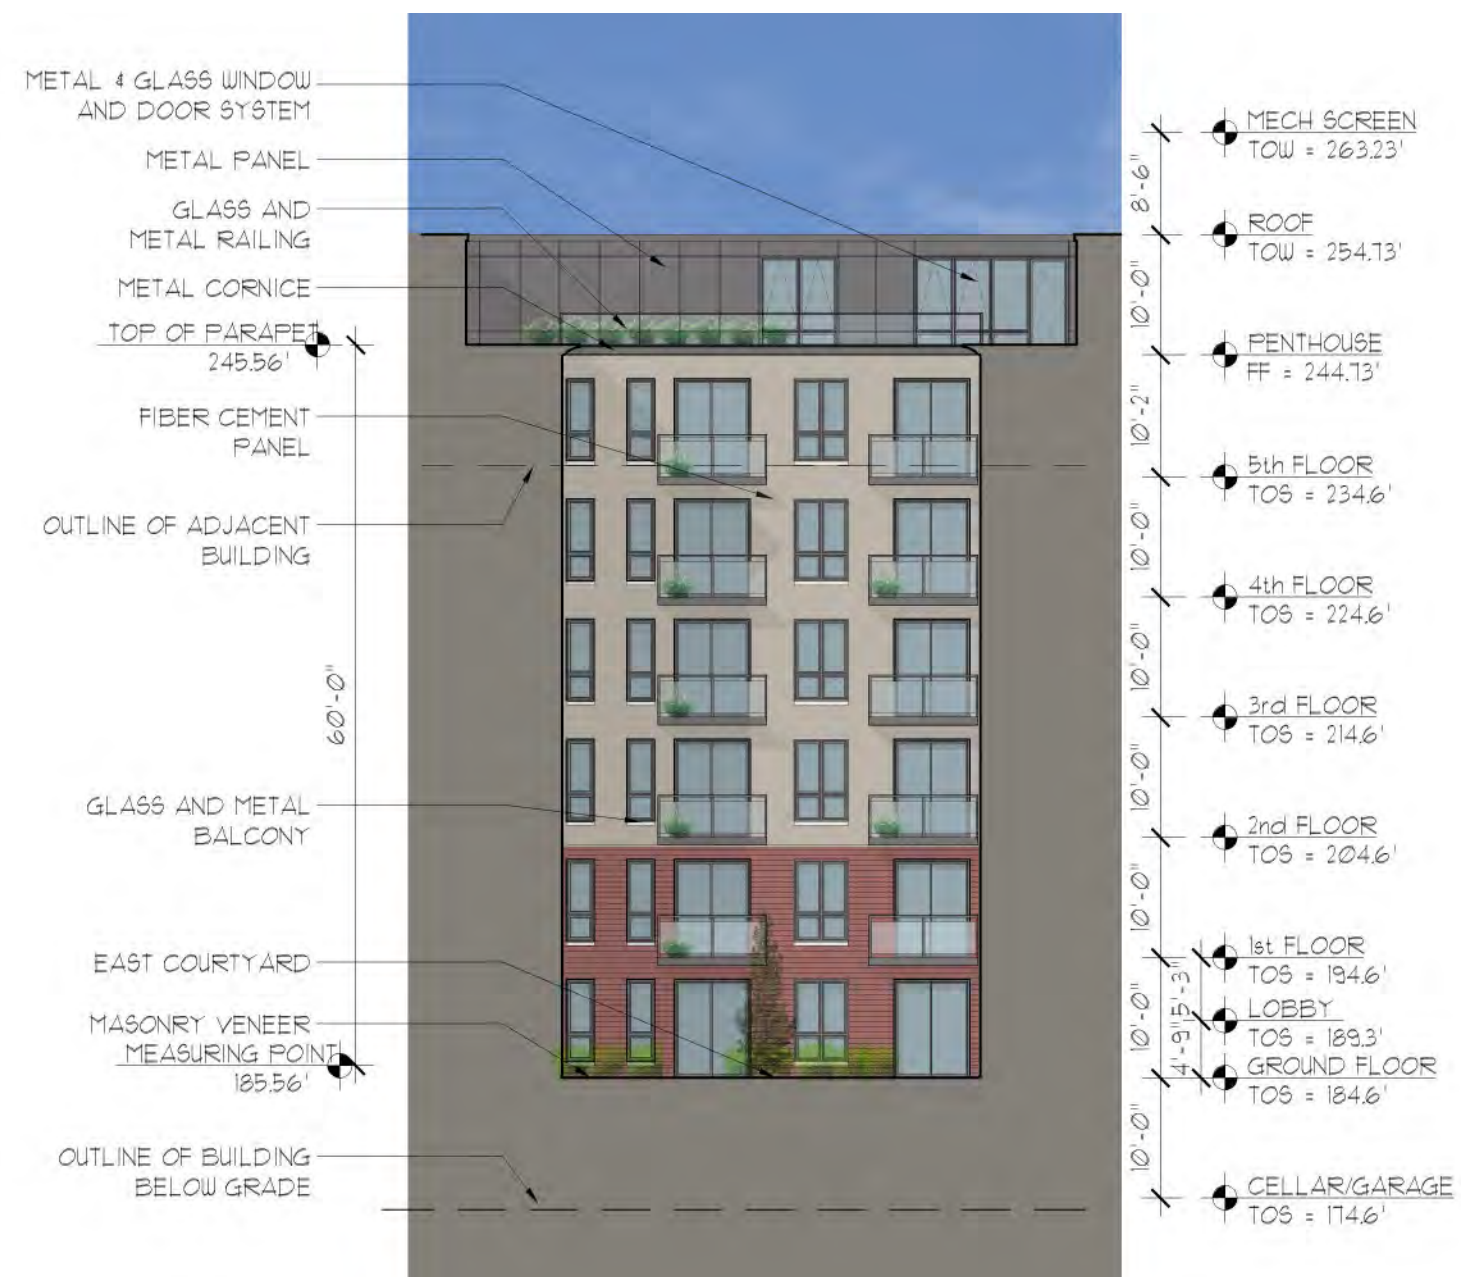 METAL & GLASS WINDOW
AND DOOR SYSTEM
METAL PANEL
GLASS AND
METAL RAILING
METAL CORNICE
TOP OF PARAPET
245.56'
FIBER CEMENT
PANEL
OUTLINE OF ADJACENT
BUILDING
60'-0"
GLASS AND METAL
BALCONY
EAST COURTYARD
MASONRY VENEER
MEASURING POINT
185.56'
OUTLINE OF BUILDING
BELOW GRADE
8'-6"
10'-0"
10'-2"
10'-0"
10'-0"
10'-0"
10'-0"
10'-0"
5'-3"
4'-9"
10'-0"
MECH SCREEN
TOW = 263.23'
ROOF
TOW = 254.73'
PENTHOUSE
FF = 244.73'
5th FLOOR
TOS = 234.6'
4th FLOOR
TOS = 224.6'
3rd FLOOR
TOS = 214.6'
2nd FLOOR
TOS = 204.6'
1st FLOOR
TOS = 194.6'
LOBBY
TOS = 189.3'
GROUND FLOOR
TOS = 184.6'
CELLAR/GARAGE
TOS = 174.6'